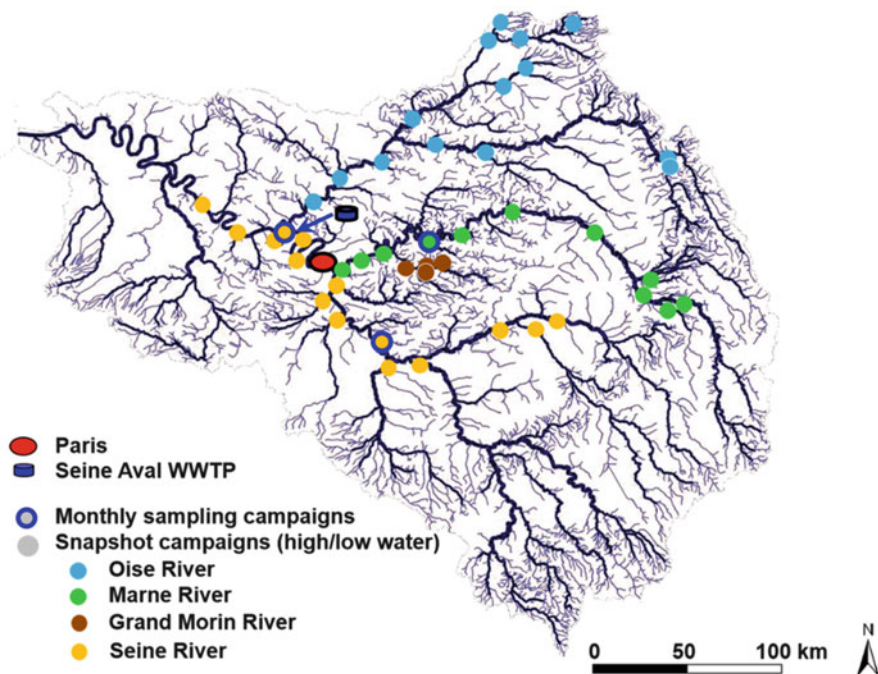 Paris
Seine Aval WWTP
Monthly sampling campaigns
Snapshot campaigns (high/low water)
Oise River
Marne River
Grand Morin River
Seine River
0 50 100 km
N